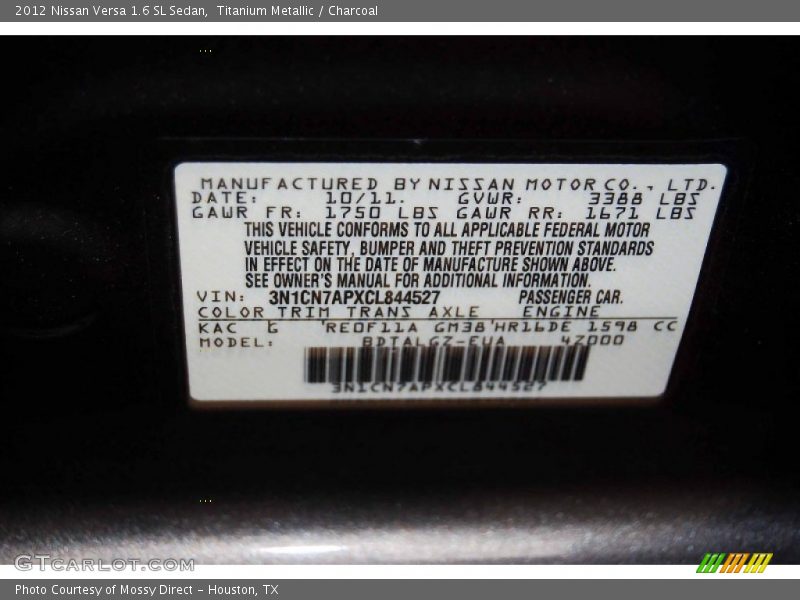 2012 Nissan Versa 1.6 SL Sedan,  Titanium Metallic / Charcoal
MANUFACTURED BY NISSAN MOTOR CO., LTD.
DATE: 10/11. GVWR: 3388 LBS
GAWR FR: 1750 LBS GAWR RR: 1671 LBS
THIS VEHICLE CONFORMS TO ALL APPLICABLE FEDERAL MOTOR
VEHICLE SAFETY, BUMPER AND THEFT PREVENTION STANDARDS
IN EFFECT ON THE DATE OF MANUFACTURE SHOWN ABOVE.
SEE OWNER'S MANUAL FOR ADDITIONAL INFORMATION.
VIN: 3N1CN7APXCL844527 PASSENGER CAR.
COLOR TRIM TRANS AXLE ENGINE
KAC G RE0F11A GM38 HR16DE 1598 CC
MODEL: BDTALGZ-EUA 4Z000
3N1CN7APXCL844527
GTCARLOT.COM
Photo Courtesy of Mossy Direct – Houston, TX